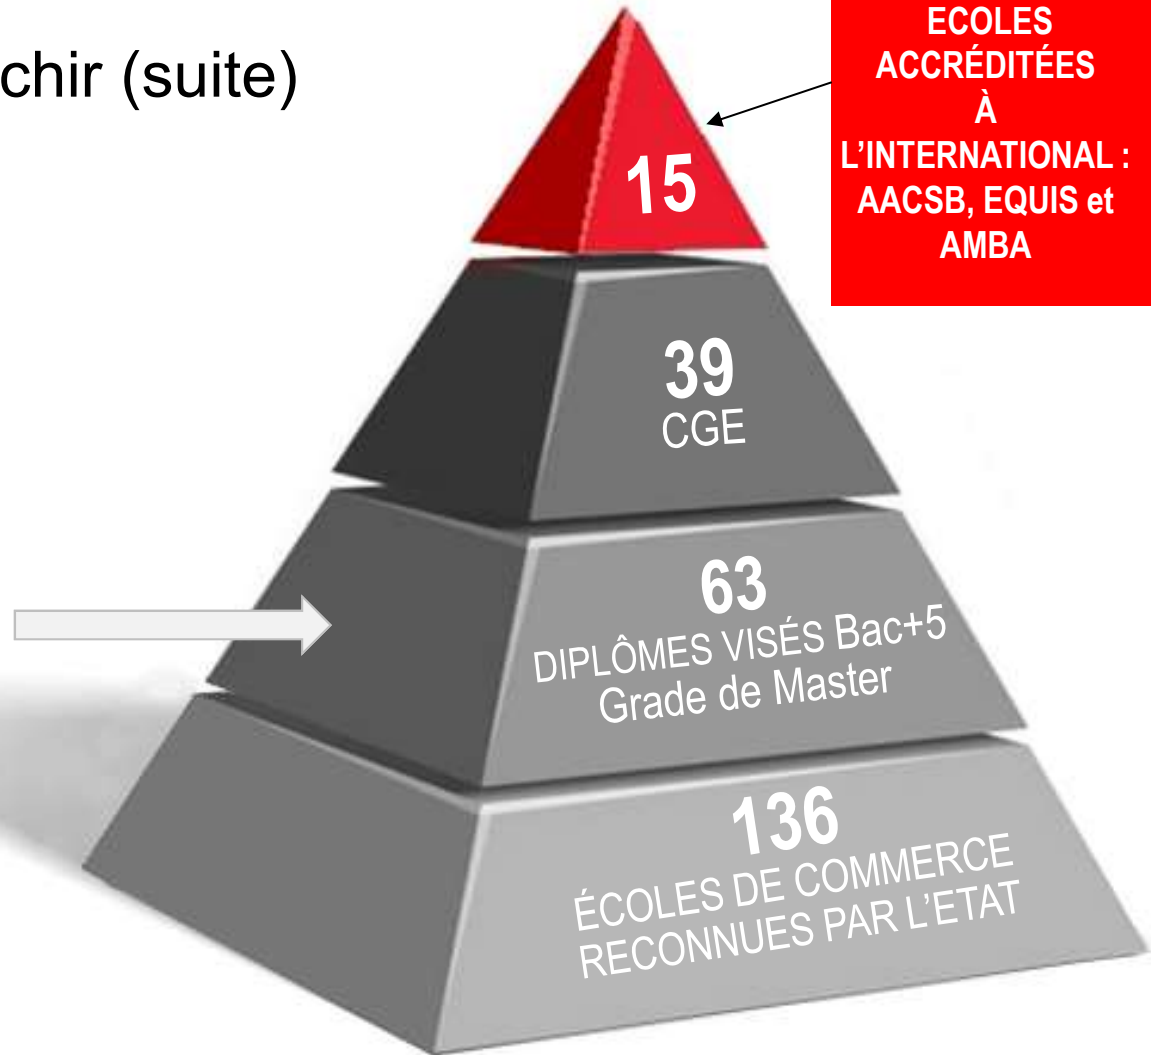 chir (suite)
ECOLES
ACCRÉDITÉES
À
L’INTERNATIONAL :
AACSB, EQUIS et
AMBA
15
39
CGE
63
DIPLÔMES VISÉS Bac+5
Grade de Master
136
ÉCOLES DE COMMERCE
RECONNUES PAR L’ETAT